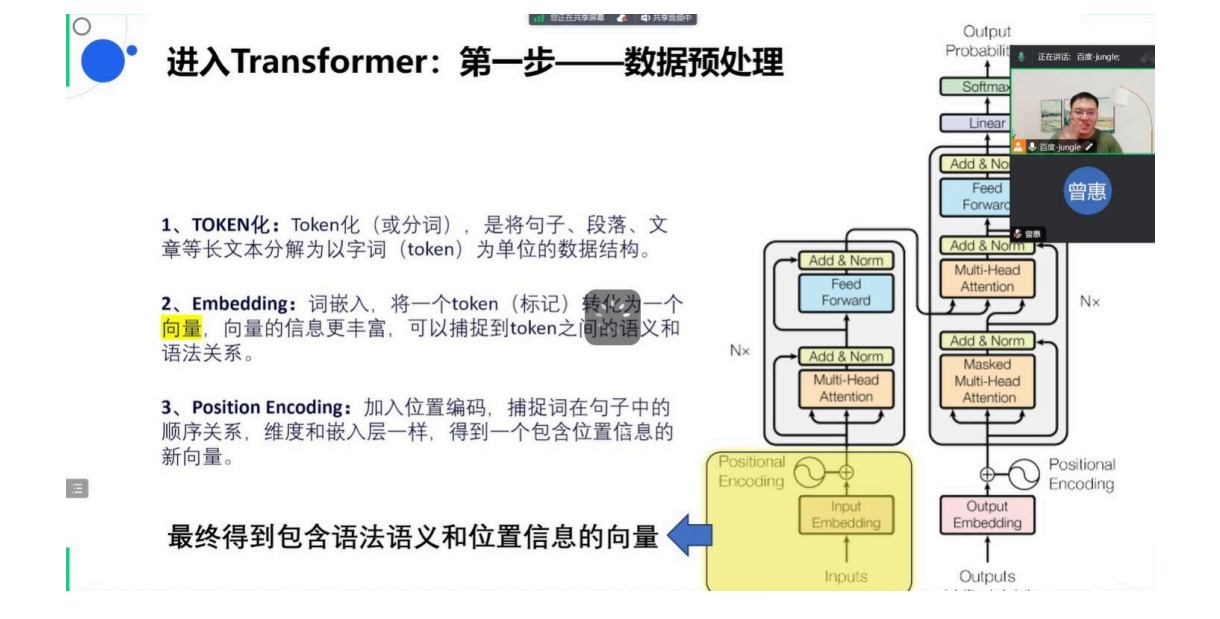 您正在共享屏幕 共享音频中
进入Transformer：第一步——数据预处理
1、TOKEN化：Token化（或分词），是将句子、段落、文
章等长文本分解为以字词（token）为单位的数据结构。
2、Embedding：词嵌入，将一个token（标记）转化为一个
向量，向量的信息更丰富，可以捕捉到token之间的语义和
语法关系。
3、Position Encoding：加入位置编码，捕捉词在句子中的
顺序关系，维度和嵌入层一样，得到一个包含位置信息的
新向量。
最终得到包含语法语义和位置信息的向量
Output
Softmax
Linear
Feed
Add & Norm
Multi-Head
Attention
Nx
Add & Norm
Masked
Multi-Head
Attention
Positional
Encoding
Output
Embedding
Outputs
Add & Norm
Feed
Forward
Nx
Add & Norm
Multi-Head
Attention
Positional
Encoding
Input
Embedding
Inputs
正在讲话: 百度-jungle;
百度-jungle
曾惠
曾惠